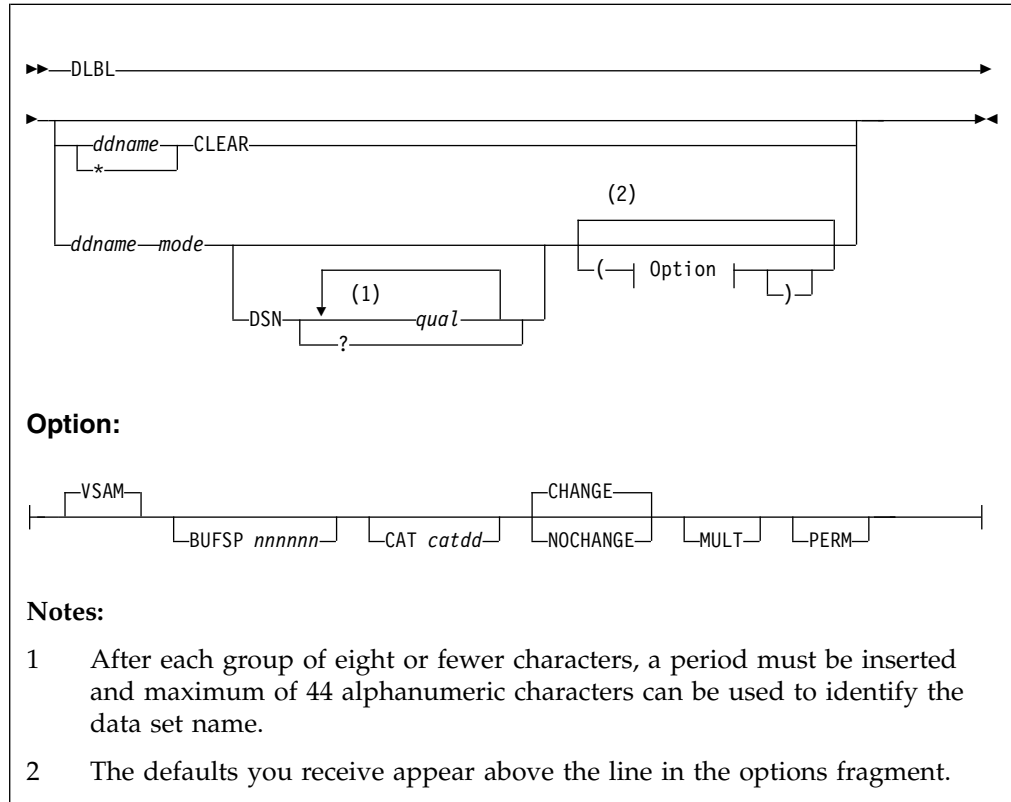 DLBL
ddname CLEAR
*
(2)
ddname mode
( Option )
(1)
DSN qual
?
Option:
VSAM CHANGE
BUFSP nnnnnn CAT catdd NOCHANGE MULT PERM
Notes:
1 After each group of eight or fewer characters, a period must be inserted
and maximum of 44 alphanumeric characters can be used to identify the
data set name.
2 The defaults you receive appear above the line in the options fragment.